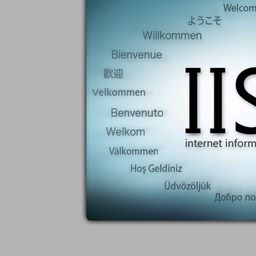 Welcom
ようこそ
Willkommen
Bienvenue
歡迎
Velkommen
Benvenuto
Welkom
Välkommen
Hoş Geldiniz
Üdvözöljük
Добро по
IIS
internet inform